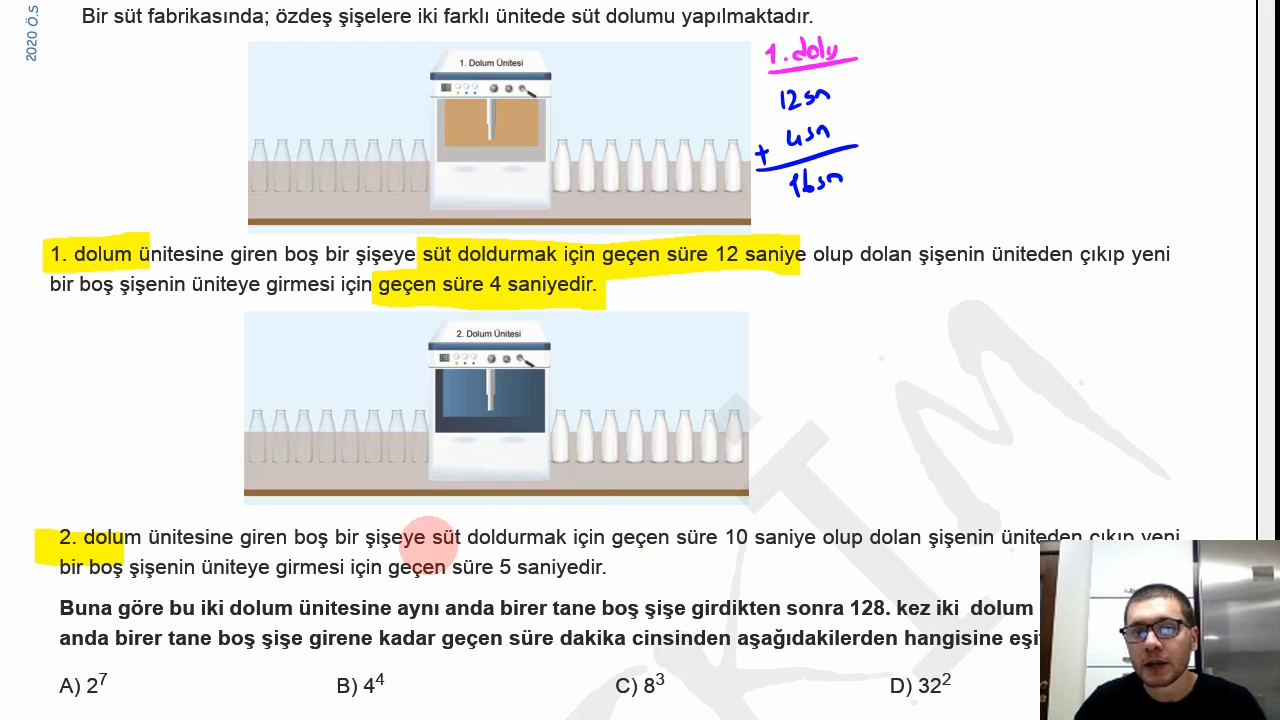 2020 Ö.S
Bir süt fabrikasında; özdeş şişelere iki farklı ünitede süt dolumu yapılmaktadır.
1. Dolum Ünitesi
1. dolu
12sn
+ 4sn
16sn
1. dolum ünitesine giren boş bir şişeye süt doldurmak için geçen süre 12 saniye olup dolan şişenin üniteden çıkıp yeni
bir boş şişenin üniteye girmesi için geçen süre 4 saniyedir.
2. Dolum Ünitesi
2. dolum ünitesine giren boş bir şişeye süt doldurmak için geçen süre 10 saniye olup dolan şişenin üniteden çıkıp yeni
bir boş şişenin üniteye girmesi için geçen süre 5 saniyedir.
Buna göre bu iki dolum ünitesine aynı anda birer tane boş şişe girdikten sonra 128. kez iki dolum
anda birer tane boş şişe girene kadar geçen süre dakika cinsinden aşağıdakilerden hangisine
A) 2⁷
B) 4⁴
C) 8³
D) 32²